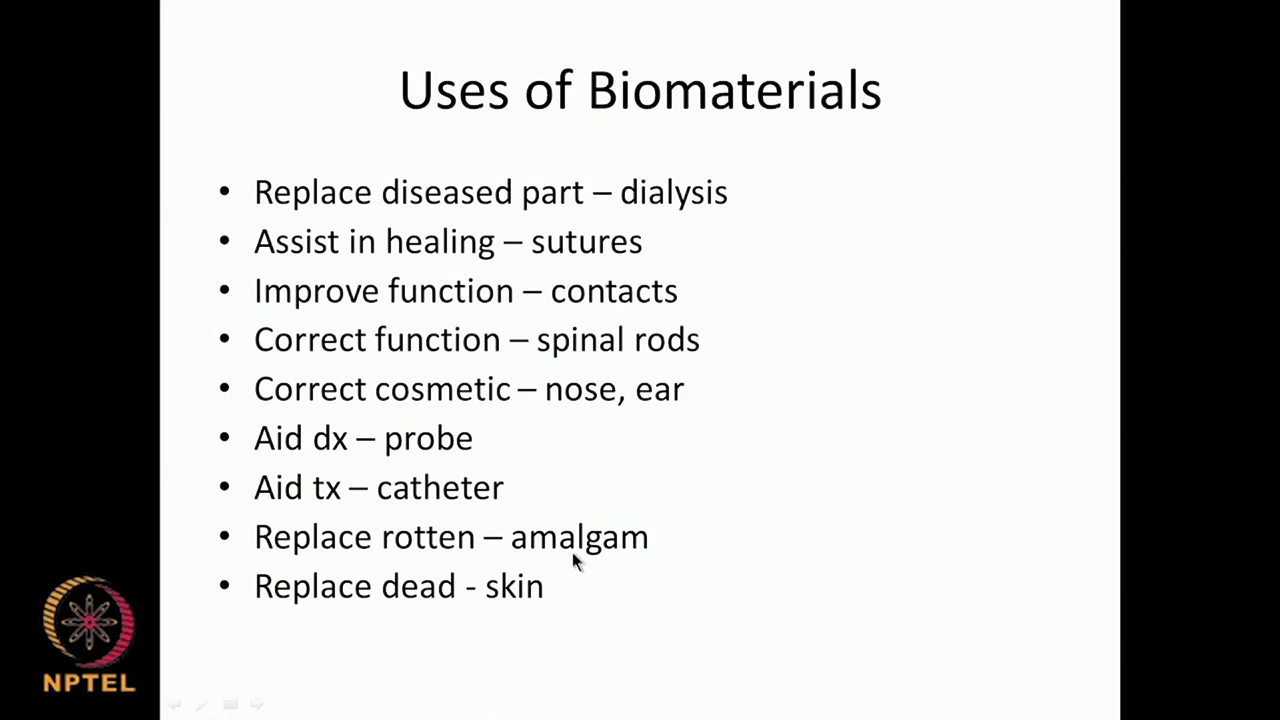 Uses of Biomaterials
• Replace diseased part – dialysis
• Assist in healing – sutures
• Improve function – contacts
• Correct function – spinal rods
• Correct cosmetic – nose, ear
• Aid dx – probe
• Aid tx – catheter
• Replace rotten – amalgam
• Replace dead - skin
NPTEL